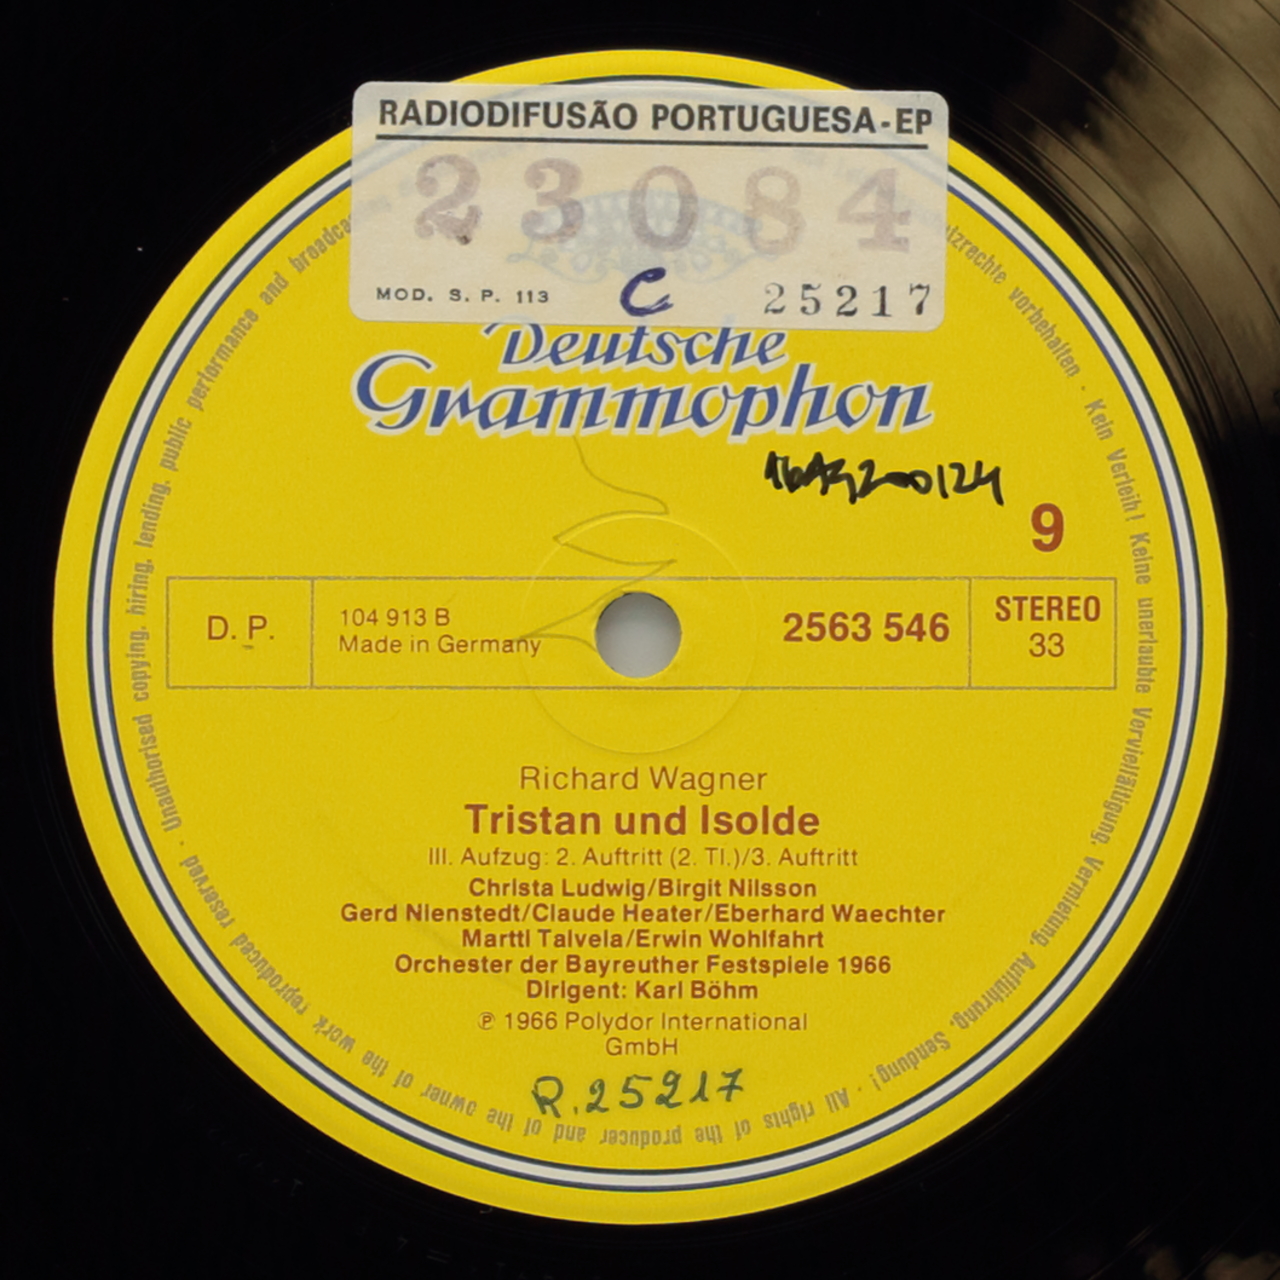 RADIODIFUSÃO PORTUGUESA-EP
23084
MOD. S. P. 113
C
25217
Deutsche
Grammophon
9
D. P.
104 913 B
Made in Germany
2563 546
STEREO
33
Richard Wagner
Tristan und Isolde
III. Aufzug: 2. Auftritt (2. Tl.)/3. Auftritt
Christa Ludwig/Birgit Nilsson
Gerd Nienstedt/Claude Heater/Eberhard Waechter
Martti Talvela/Erwin Wohlfahrt
Orchester der Bayreuther Festspiele 1966
Dirigent: Karl Böhm
℗ 1966 Polydor International
GmbH
R.25217
vorbehalten · Kein Verleih! Keine unerlaubte Vervielfältigung, Vermietung, Aufführung, Sendung! · All rights of the producer and of the owner of the work reproduced reserved · Unauthorised copying, hiring, lending, public performance and